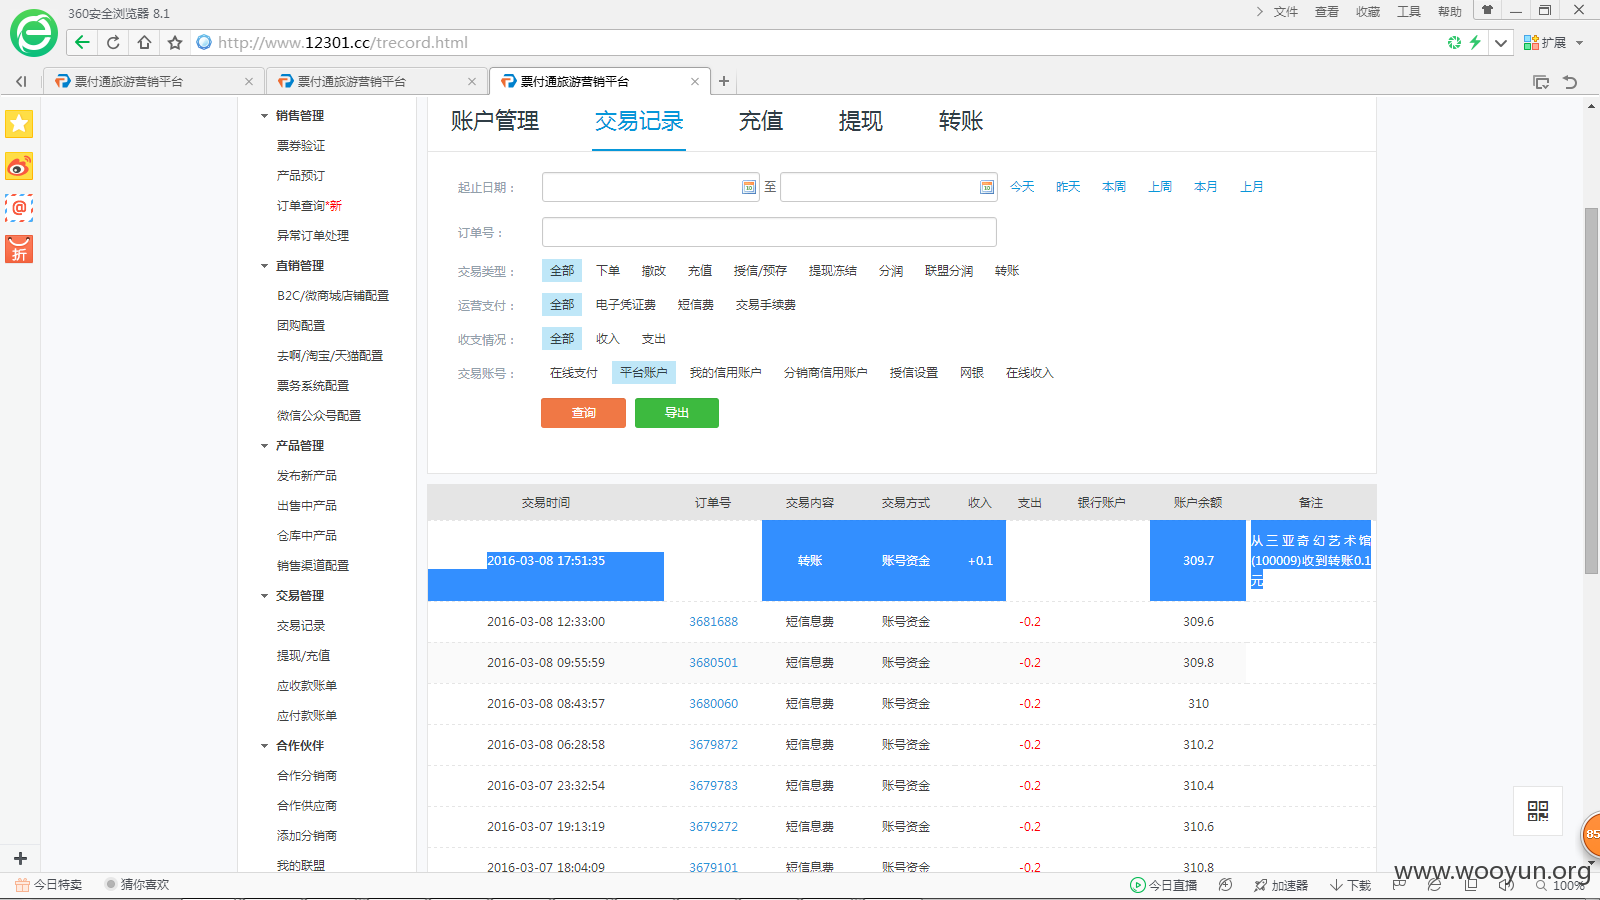 360安全浏览器 8.1
文件 查看 收藏 工具 帮助
http://www.12301.cc/trecord.html
扩展
票付通旅游营销平台
票付通旅游营销平台
票付通旅游营销平台
销售管理
票券验证
产品预订
订单查询*新
异常订单处理
直销管理
B2C/微商城店铺配置
团购配置
去啊/淘宝/天猫配置
票务系统配置
微信公众号配置
产品管理
发布新产品
出售中产品
仓库中产品
销售渠道配置
交易管理
交易记录
提现/充值
应收款账单
应付款账单
合作伙伴
合作分销商
合作供应商
添加分销商
我的联盟
账户管理 交易记录 充值 提现 转账
起止日期： 至 今天 昨天 本周 上周 本月 上月
订单号：
交易类型： 全部 下单 撤改 充值 授信/预存 提现冻结 分润 联盟分润 转账
运营支付： 全部 电子凭证费 短信费 交易手续费
收支情况： 全部 收入 支出
交易账号： 在线支付 平台账户 我的信用账户 分销商信用账户 授信设置 网银 在线收入
查询 导出
交易时间 订单号 交易内容 交易方式 收入 支出 银行账户 账户余额 备注
2016-03-08 17:51:35 转账 账号资金 +0.1 309.7 从三亚奇幻艺术馆(100009)收到转账0.1元
2016-03-08 12:33:00 3681688 短信息费 账号资金 -0.2 309.6
2016-03-08 09:55:59 3680501 短信息费 账号资金 -0.2 309.8
2016-03-08 08:43:57 3680060 短信息费 账号资金 -0.2 310
2016-03-08 06:28:58 3679872 短信息费 账号资金 -0.2 310.2
2016-03-07 23:32:54 3679783 短信息费 账号资金 -0.2 310.4
2016-03-07 19:13:19 3679272 短信息费 账号资金 -0.2 310.6
2016-03-07 18:04:09 3679101 短信息费 账号资金 -0.2 310.8
折
85
www.wooyun.org
今日特卖 猜你喜欢
今日直播 加速器 下载 100%